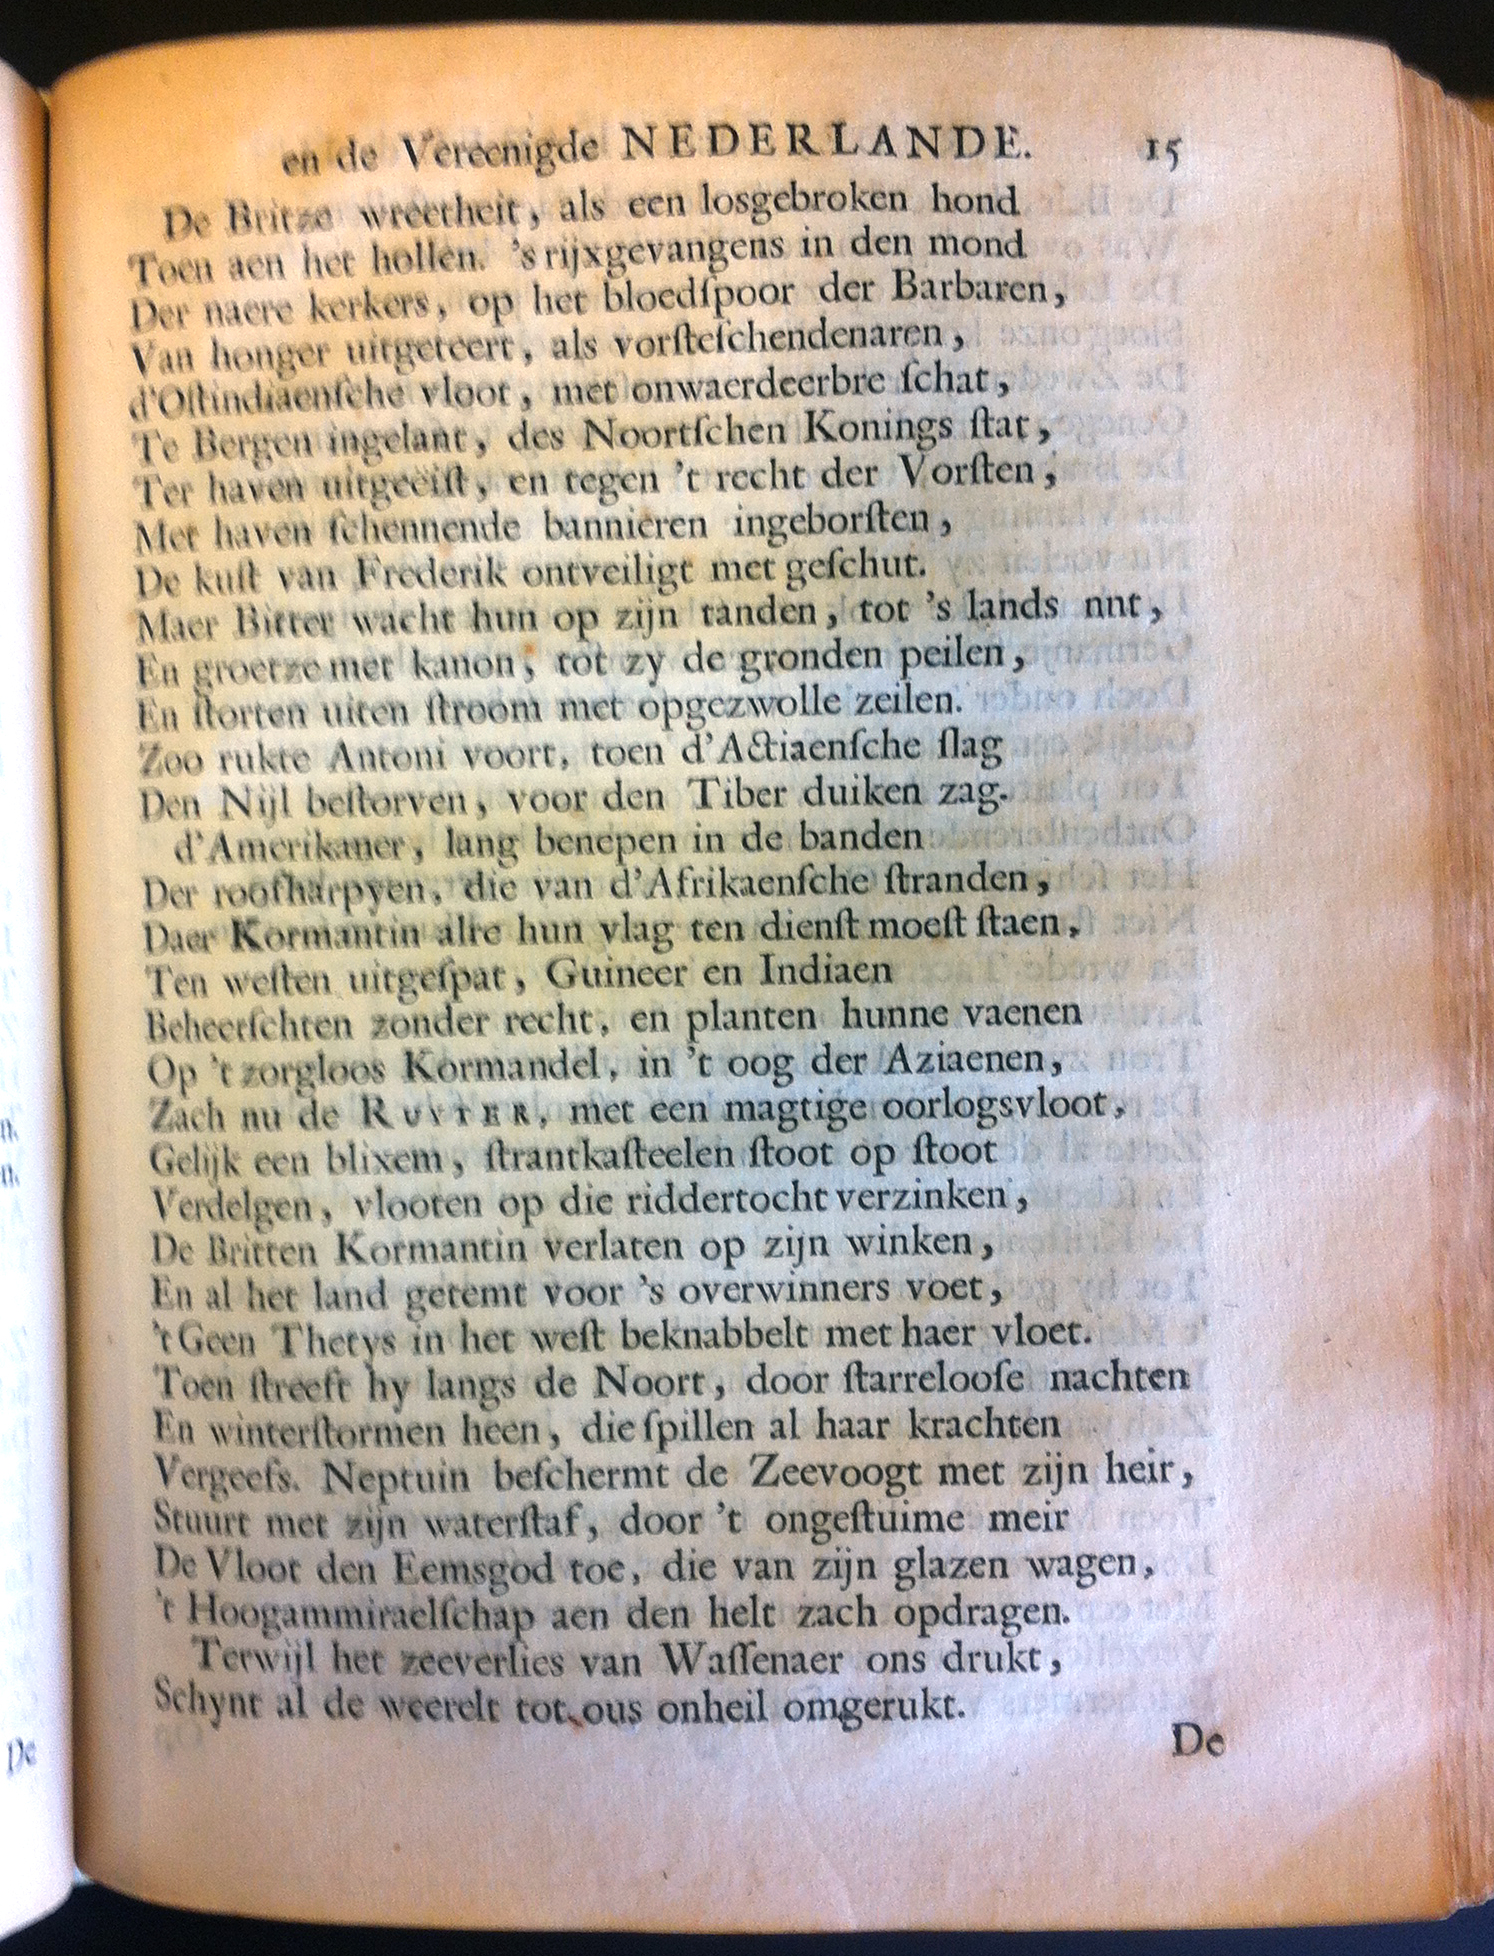 en de Vereenigde NEDERLANDE. 15
De Britze wreetheit, als een losgebroken hond
Toen aen het hollen. 's rijxgevangens in den mond
Der naere kerkers, op het bloedſpoor der Barbaren,
Van honger uitgeteert, als vorſteſchendenaren,
d'Oſtindiaenſche vloot, met onwaerdeerbre ſchat,
Te Bergen ingelant, des Noortſchen Konings ſtat,
Ter haven uitgeëiſt, en tegen 't recht der Vorſten,
Met haven ſchennende bannieren ingeborſten,
De kuſt van Frederik ontveiligt met geſchut.
Maer Bitter wacht hun op zijn tanden, tot 's lands nnt,
En groetze met kanon, tot zy de gronden peilen,
En ſtorten uiten ſtroom met opgezwolle zeilen.
Zoo rukte Antoni voort, toen d'Actiaenſche ſlag
Den Nijl beſtorven, voor den Tiber duiken zag.
d'Amerikaner, lang benepen in de banden
Der roofharpyen, die van d'Afrikaenſche ſtranden,
Daer Kormantin alre hun vlag ten dienſt moeſt ſtaen,
Ten weſten uitgeſpat, Guineer en Indiaen
Beheerſchten zonder recht, en planten hunne vaenen
Op 't zorgloos Kormandel, in 't oog der Aziaenen,
Zach nu de RUYTER, met een magtige oorlogsvloot,
Gelijk een blixem, ſtrantkaſteelen ſtoot op ſtoot
Verdelgen, vlooten op die riddertocht verzinken,
De Britten Kormantin verlaten op zijn winken,
En al het land getemt voor 's overwinners voet,
't Geen Thetys in het weſt beknabbelt met haer vloet.
Toen ſtreeft hy langs de Noort, door ſtarrelooſe nachten
En winterſtormen heen, die ſpillen al haar krachten
Vergeefs. Neptuin beſchermt de Zeevoogt met zijn heir,
Stuurt met zijn waterſtaf, door 't ongeſtuime meir
De Vloot den Eemsgod toe, die van zijn glazen wagen,
't Hoogammiraelſchap aen den helt zach opdragen.
Terwijl het zeeverlies van Waſſenaer ons drukt,
Schynt al de weerelt tot ous onheil omgerukt.
De
De